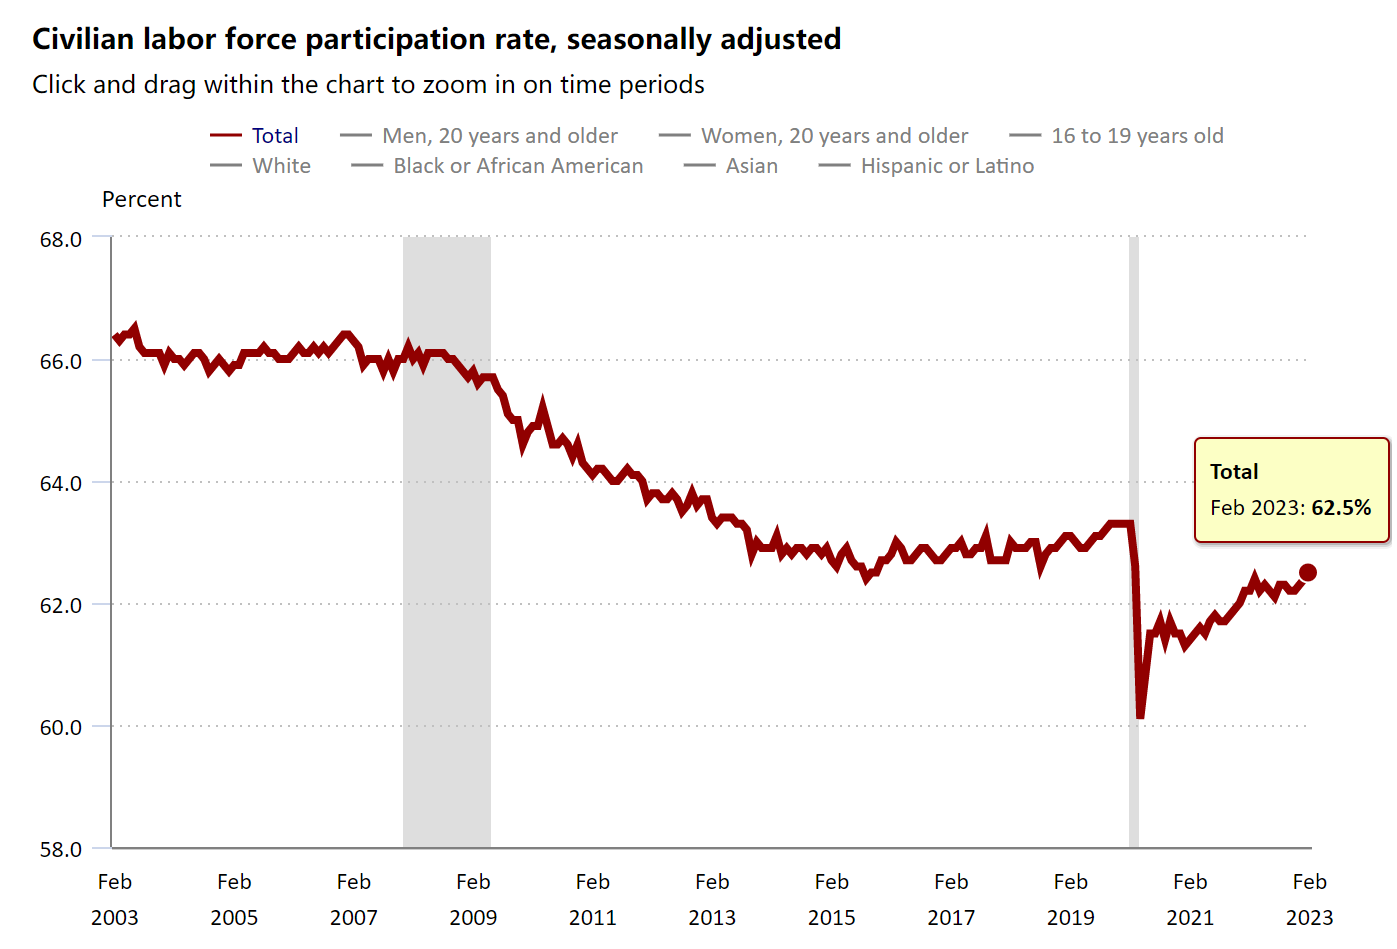 Civilian labor force participation rate, seasonally adjusted
Click and drag within the chart to zoom in on time periods
Total Men, 20 years and older Women, 20 years and older 16 to 19 years old
White Black or African American Asian Hispanic or Latino
Percent
68.0
66.0
64.0
62.0
60.0
58.0
Total
Feb 2023: 62.5%
Feb Feb Feb Feb Feb Feb Feb Feb Feb Feb Feb
2003 2005 2007 2009 2011 2013 2015 2017 2019 2021 2023